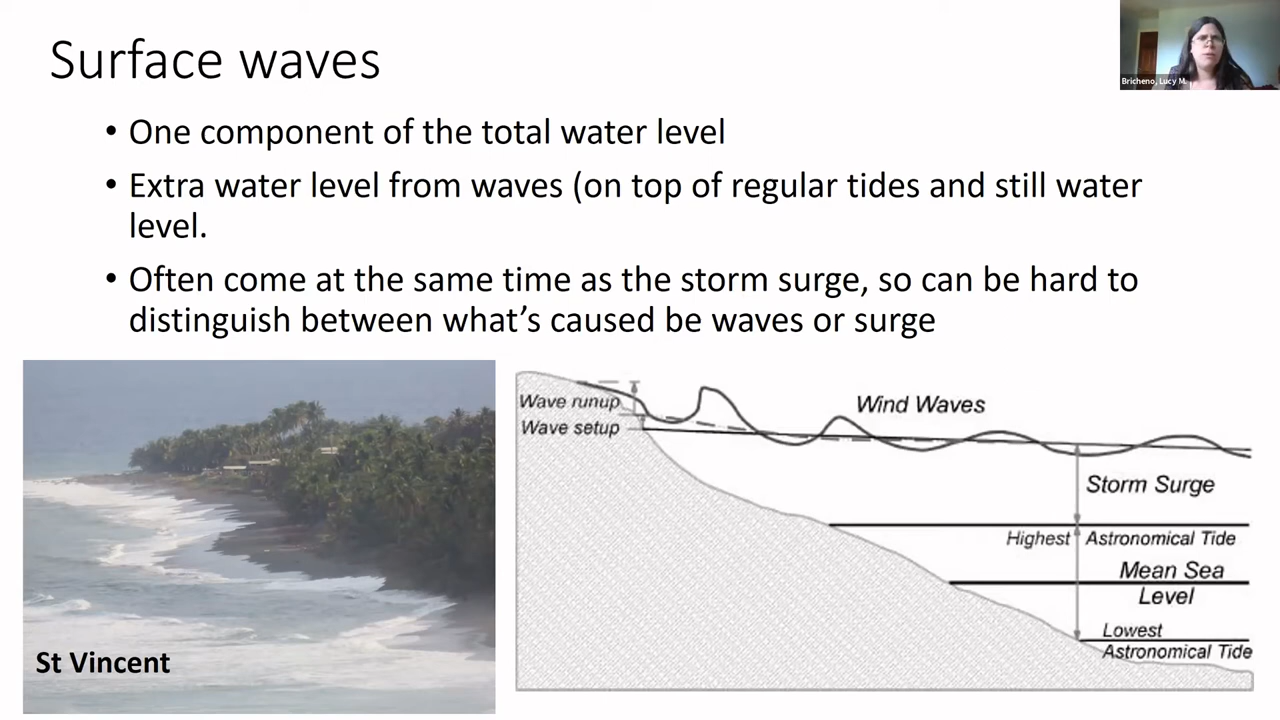 Surface waves
Bricheno, Lucy M.
• One component of the total water level
• Extra water level from waves (on top of regular tides and still water
level.
• Often come at the same time as the storm surge, so can be hard to
distinguish between what's caused be waves or surge
St Vincent
Wave runup
Wave setup
Wind Waves
Storm Surge
Highest Astronomical Tide
Mean Sea
Level
Lowest
Astronomical Tide